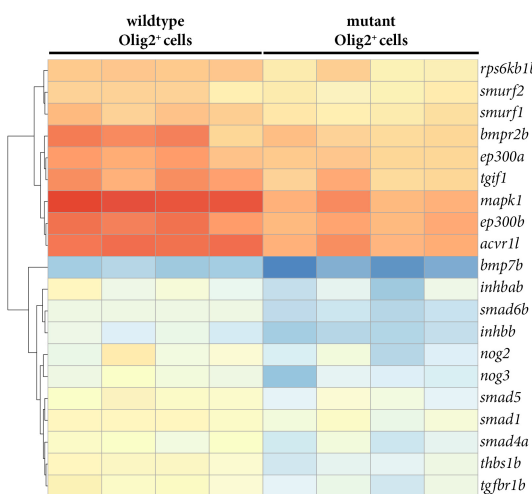 wildtype
Olig2⁺ cells
mutant
Olig2⁺ cells
rps6kb1l
smurf2
smurf1
bmpr2b
ep300a
tgif1
mapk1
ep300b
acvr1l
bmp7b
inhbab
smad6b
inhbb
nog2
nog3
smad5
smad1
smad4a
thbs1b
tgfbr1b